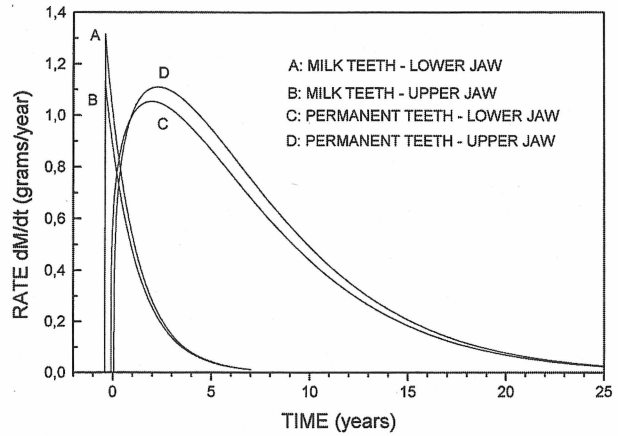 1,4
1,2
1,0
0,8
0,6
0,4
0,2
0,0
RATE dM/dt (grams/year)
A
B
D
C
A: MILK TEETH - LOWER JAW
B: MILK TEETH - UPPER JAW
C: PERMANENT TEETH - LOWER JAW
D: PERMANENT TEETH - UPPER JAW
0 5 10 15 20 25
TIME (years)